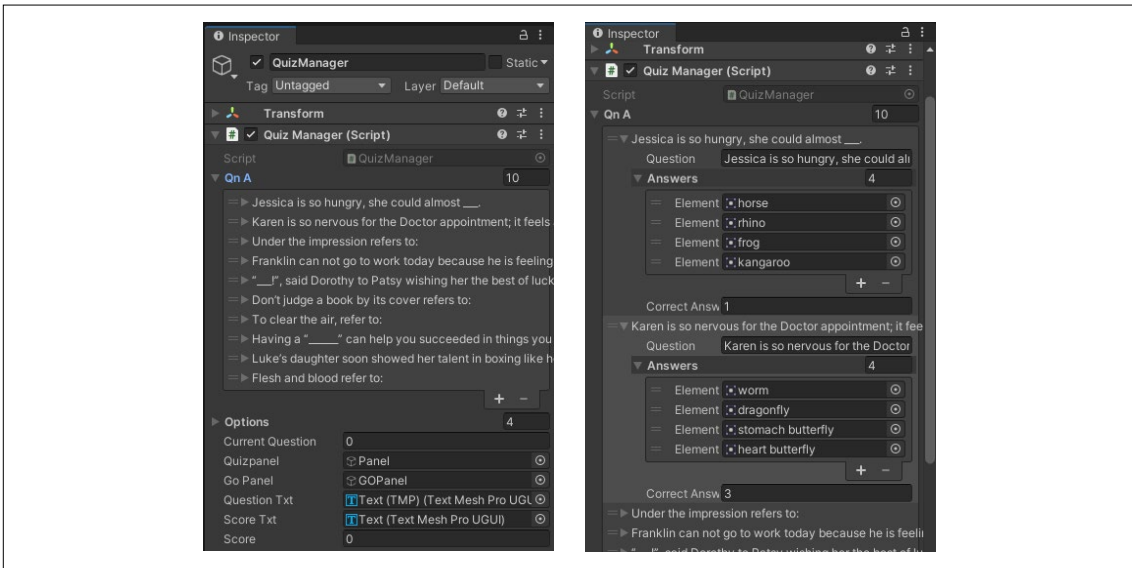 Inspector
QuizManager
Static
Tag Untagged Layer Default
Transform
Quiz Manager (Script)
Script QuizManager
Qn A 10
Jessica is so hungry, she could almost ___.
Karen is so nervous for the Doctor appointment; it feels
Under the impression refers to:
Franklin can not go to work today because he is feeling
“__!”, said Dorothy to Patsy wishing her the best of luck
Don’t judge a book by its cover refers to:
To clear the air, refer to:
Having a “_____” can help you succeeded in things you
Luke’s daughter soon showed her talent in boxing like h
Flesh and blood refer to:
+ −
Options 4
Current Question 0
Quizpanel Panel
Go Panel GOPanel
Question Txt Text (TMP) (Text Mesh Pro UGU
Score Txt Text (Text Mesh Pro UGUI)
Score 0
Inspector
Transform
Quiz Manager (Script)
Script QuizManager
Qn A 10
Jessica is so hungry, she could almost ___.
Question Jessica is so hungry, she could al
Answers 4
Element horse
Element rhino
Element frog
Element kangaroo
+ −
Correct Answ 1
Karen is so nervous for the Doctor appointment; it fee
Question Karen is so nervous for the Doctor
Answers 4
Element worm
Element dragonfly
Element stomach butterfly
Element heart butterfly
+ −
Correct Answ 3
Under the impression refers to:
Franklin can not go to work today because he is feeli